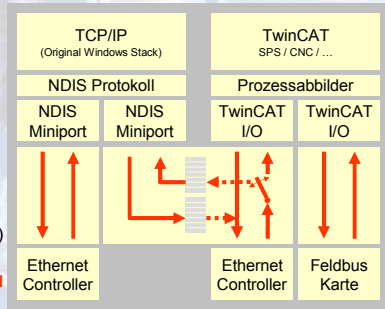 TCP/IP
(Original Windows Stack)
TwinCAT
SPS / CNC / ...
NDIS Protokoll
Prozessabbilder
NDIS
Miniport
NDIS
Miniport
TwinCAT
I/O
TwinCAT
I/O
)
Ethernet
Controller
Ethernet
Controller
Feldbus
Karte